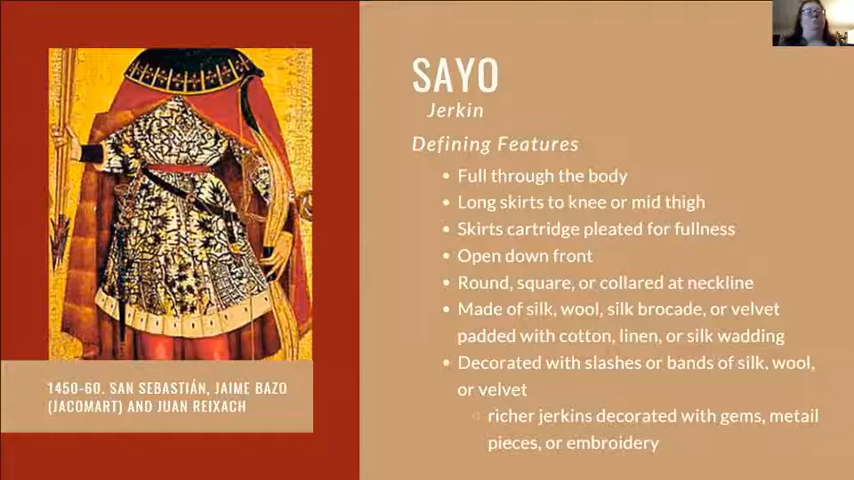 SAYO
Jerkin
Defining Features
Full through the body
Long skirts to knee or mid thigh
Skirts cartridge pleated for fullness
Open down front
Round, square, or collared at neckline
Made of silk, wool, silk brocade, or velvet
padded with cotton, linen, or silk wadding
Decorated with slashes or bands of silk, wool,
or velvet
richer jerkins decorated with gems, metail
pieces, or embroidery
1450-60. SAN SEBASTIÁN, JAIME BAZO
(JACOMART) AND JUAN REIXACH